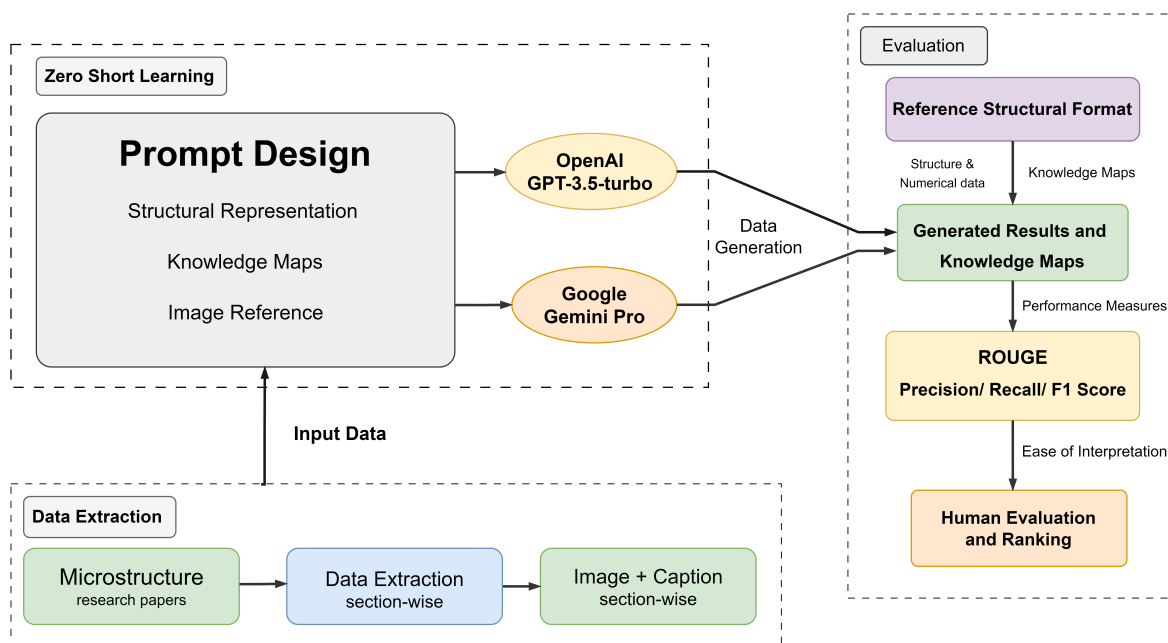 Zero Short Learning
Prompt Design
Structural Representation
Knowledge Maps
Image Reference
OpenAI
GPT-3.5-turbo
Google
Gemini Pro
Data
Generation
Input Data
Data Extraction
Microstructure
research papers
Data Extraction
section-wise
Image + Caption
section-wise
Evaluation
Reference Structural Format
Structure &
Numerical data
Knowledge Maps
Generated Results and
Knowledge Maps
Performance Measures
ROUGE
Precision/ Recall/ F1 Score
Ease of Interpretation
Human Evaluation
and Ranking